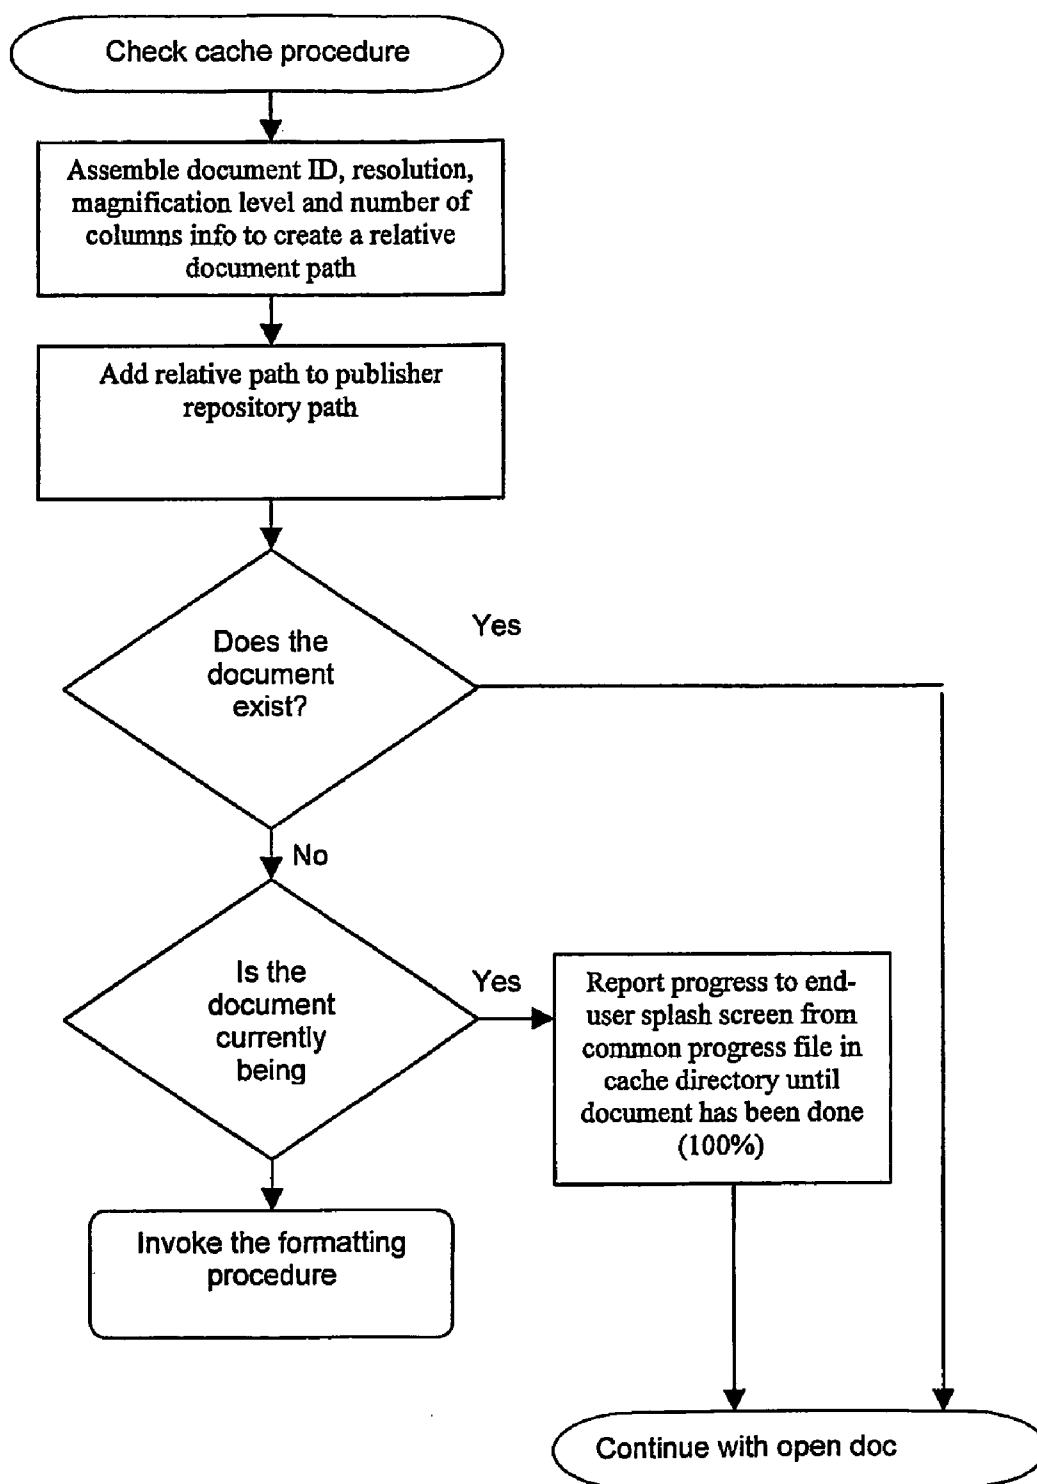 Check cache procedure
Assemble document ID, resolution,
magnification level and number of
columns info to create a relative
document path
Add relative path to publisher
repository path
Does the
document
exist?
Yes
No
Is the
document
currently
being
Yes
Report progress to end-
user splash screen from
common progress file in
cache directory until
document has been done
(100%)
Invoke the formatting
procedure
Continue with open doc